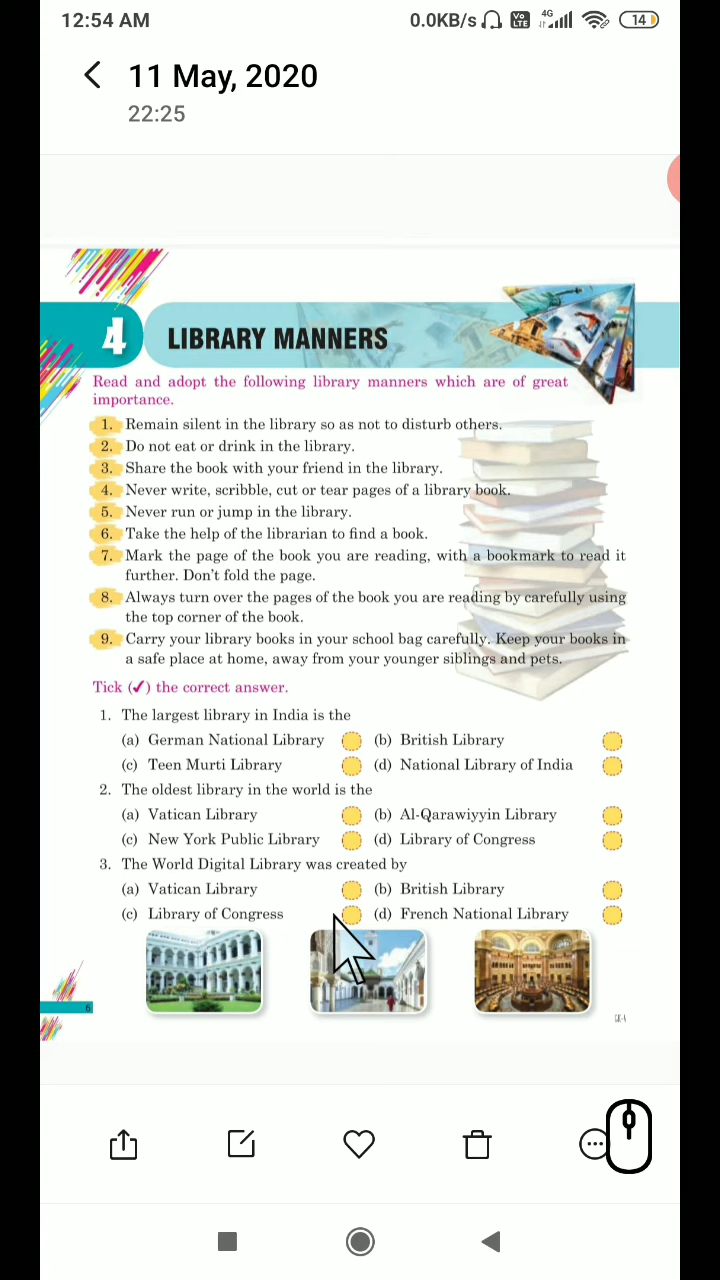 12:54 AM
0.0KB/s
Vo
LTE
4G
14
11 May, 2020
22:25
4
LIBRARY MANNERS
Read and adopt the following library manners which are of great
importance.
1. Remain silent in the library so as not to disturb others.
2. Do not eat or drink in the library.
3. Share the book with your friend in the library.
4. Never write, scribble, cut or tear pages of a library book.
5. Never run or jump in the library.
6. Take the help of the librarian to find a book.
7. Mark the page of the book you are reading, with a bookmark to read it
further. Don't fold the page.
8. Always turn over the pages of the book you are reading by carefully using
the top corner of the book.
9. Carry your library books in your school bag carefully. Keep your books in
a safe place at home, away from your younger siblings and pets.
Tick (✓) the correct answer.
1. The largest library in India is the
(a) German National Library (b) British Library
(c) Teen Murti Library (d) National Library of India
2. The oldest library in the world is the
(a) Vatican Library (b) Al-Qarawiyyin Library
(c) New York Public Library (d) Library of Congress
3. The World Digital Library was created by
(a) Vatican Library (b) British Library
(c) Library of Congress (d) French National Library
6